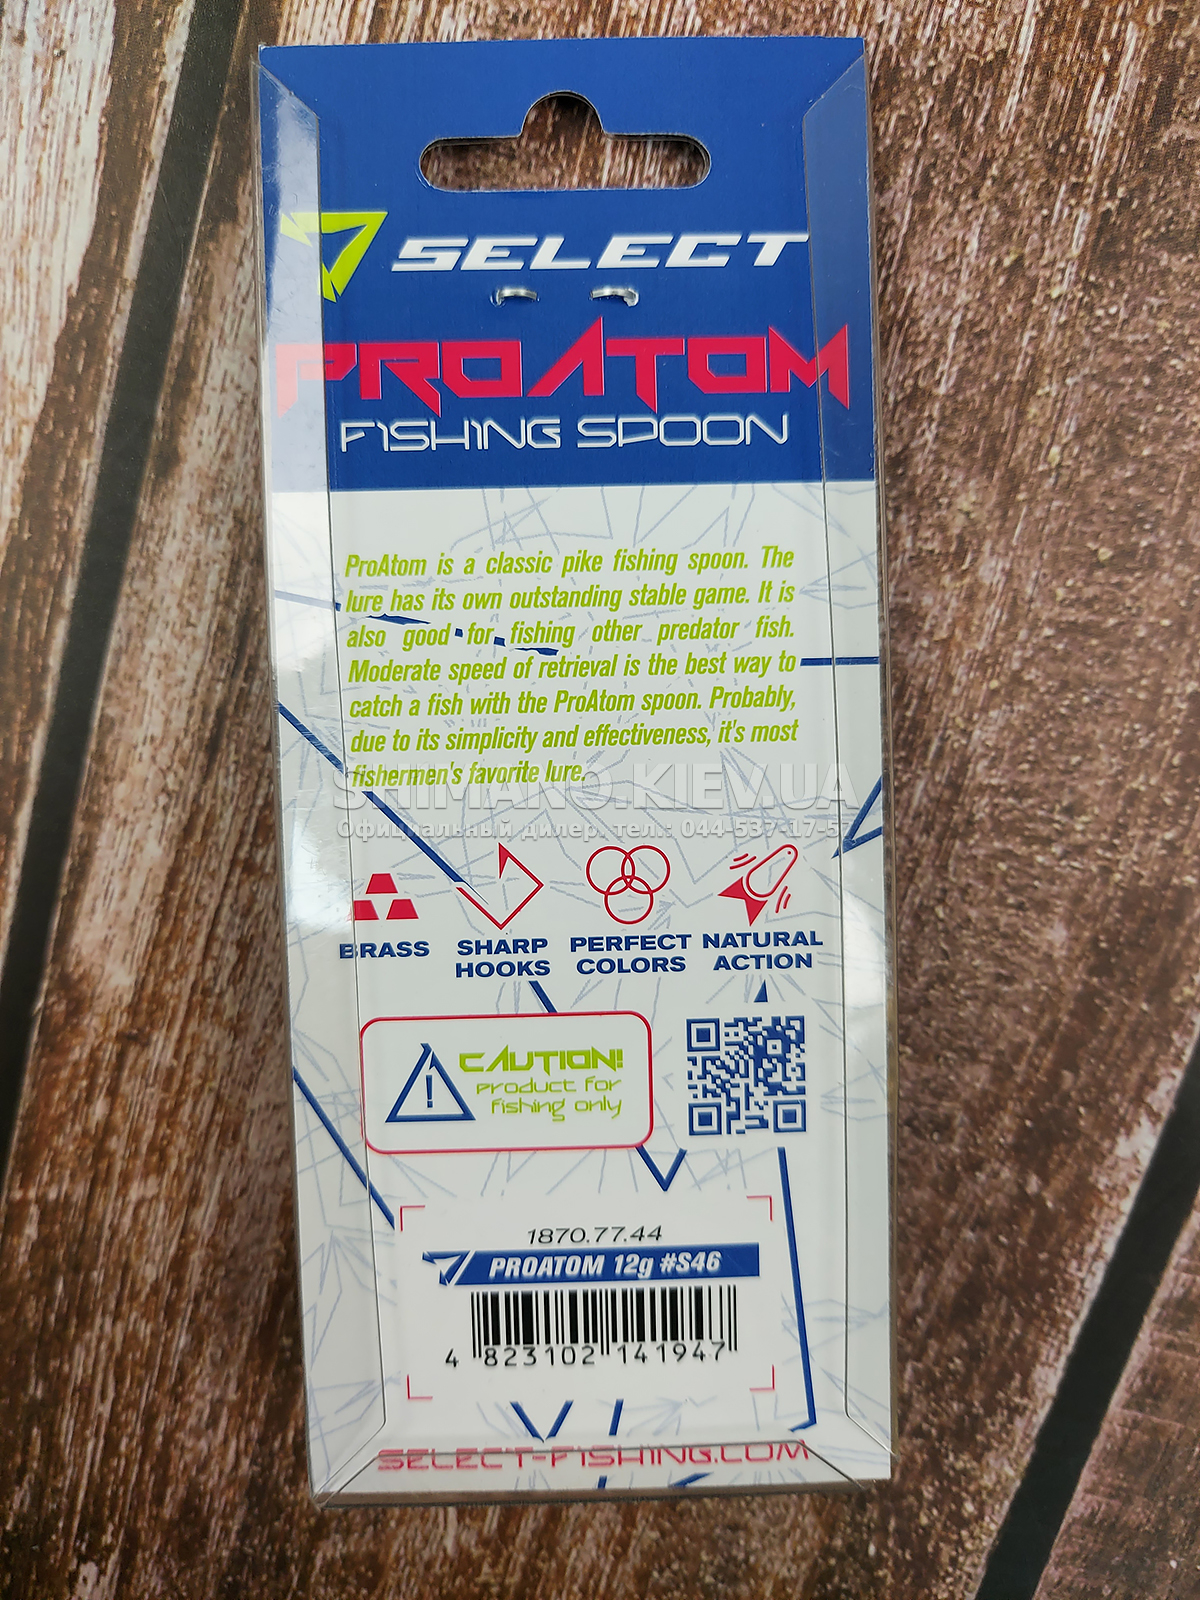 SELECT
PROATOM
FISHING SPOON
ProAtom is a classic pike fishing spoon. The
lure has its own outstanding stable game. It is
also good for fishing other predator fish.
Moderate speed of retrieval is the best way to
catch a fish with the ProAtom spoon. Probably,
due to its simplicity and effectiveness, it's most
fishermen's favorite lure.
SHIMANO.KIEV.UA
Официальный дилер, тел.: 044-537-17-5
BRASS
SHARP
HOOKS
PERFECT
COLORS
NATURAL
ACTION
CAUTION!
product for
fishing only
1870.77.44
PROATOM 12g #S46
4 823102 141947
SELECT-FISHING.COM